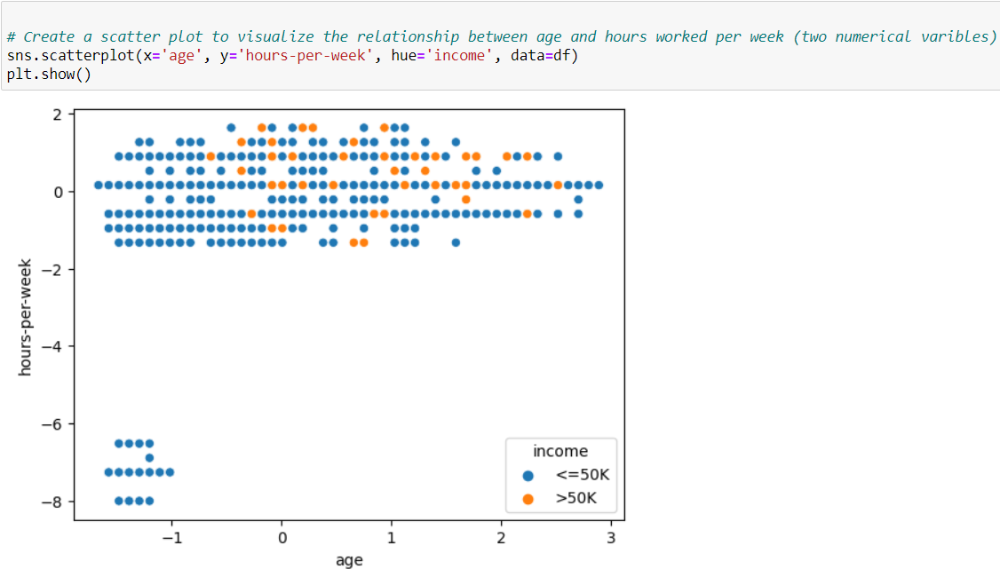 # Create a scatter plot to visualize the relationship between age and hours worked per week (two numerical varibles)
sns.scatterplot(x='age', y='hours-per-week', hue='income', data=df)
plt.show()
2
0
−2
−4
−6
−8
hours-per-week
income
<=50K
>50K
−1
0
1
2
3
age